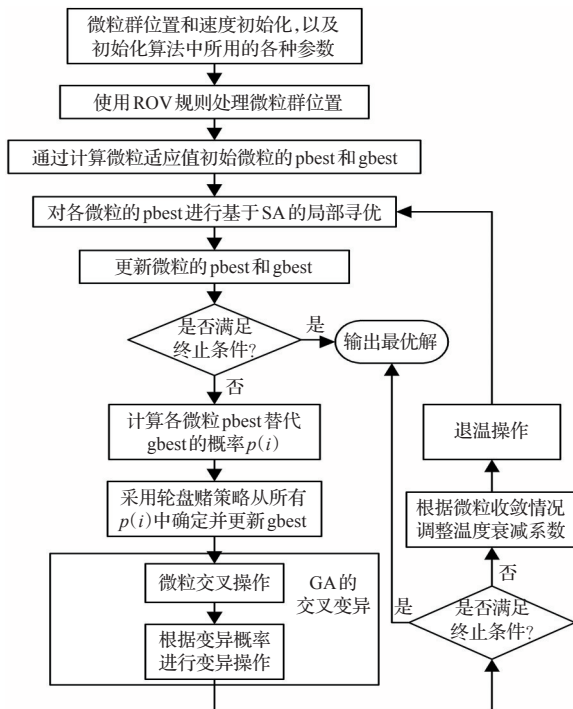 微粒群位置和速度初始化,以及
初始化算法中所用的各种参数
使用ROV规则处理微粒群位置
通过计算微粒适应值初始微粒的pbest和gbest
对各微粒的pbest进行基于SA的局部寻优
更新微粒的pbest和gbest
是否满足
终止条件?
是
输出最优解
否
计算各微粒pbest替代
gbest的概率p(i)
采用轮盘赌策略从所有
p(i)中确定并更新gbest
微粒交叉操作
根据变异概率
进行变异操作
GA的
交叉变异
退温操作
根据微粒收敛情况
调整温度衰减系数
否
是
是否满足
终止条件?